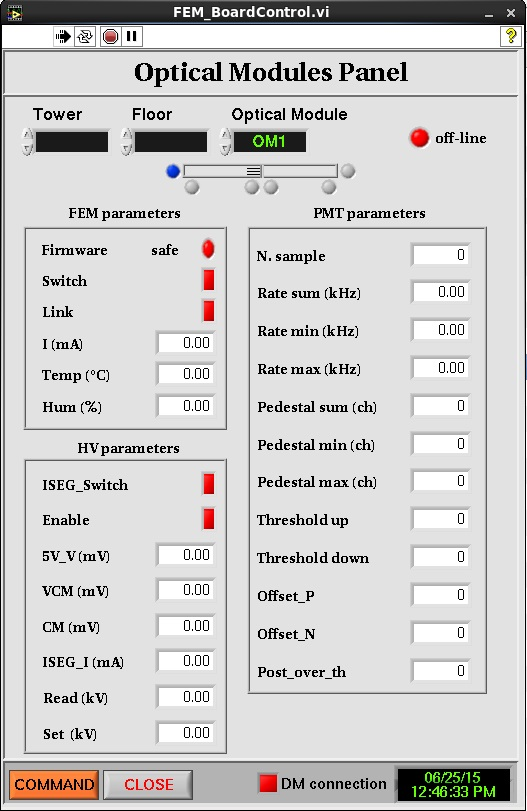 FEM_BoardControl.vi
?
Optical Modules Panel
Tower Floor Optical Module
OM1 off-line
FEM parameters
Firmware safe
Switch
Link
I (mA) 0.00
Temp (°C) 0.00
Hum (%) 0.00
HV parameters
ISEG_Switch
Enable
5V_V (mV) 0.00
VCM (mV) 0.00
CM (mV) 0.00
ISEG_I (mA) 0.00
Read (kV) 0.00
Set (kV) 0.00
PMT parameters
N. sample 0
Rate sum (kHz) 0.00
Rate min (kHz) 0.00
Rate max (kHz) 0.00
Pedestal sum (ch) 0
Pedestal min (ch) 0
Pedestal max (ch) 0
Threshold up 0
Threshold down 0
Offset_P 0
Offset_N 0
Post_over_th 0
COMMAND CLOSE DM connection
06/25/15
12:46:33 PM